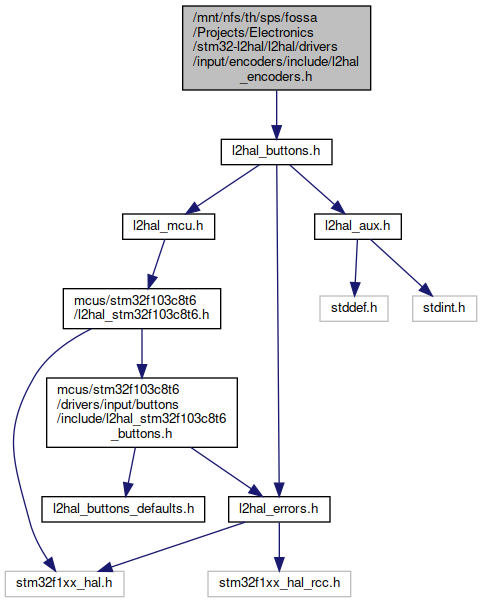 /mnt/nfs/th/sps/fossa
/Projects/Electronics
/stm32-l2hal/l2hal/drivers
/input/encoders/include/l2hal
_encoders.h
l2hal_buttons.h
l2hal_mcu.h
l2hal_aux.h
mcus/stm32f103c8t6
/l2hal_stm32f103c8t6.h
stddef.h
stdint.h
mcus/stm32f103c8t6
/drivers/input/buttons
/include/l2hal_stm32f103c8t6
_buttons.h
l2hal_buttons_defaults.h
l2hal_errors.h
stm32f1xx_hal.h
stm32f1xx_hal_rcc.h